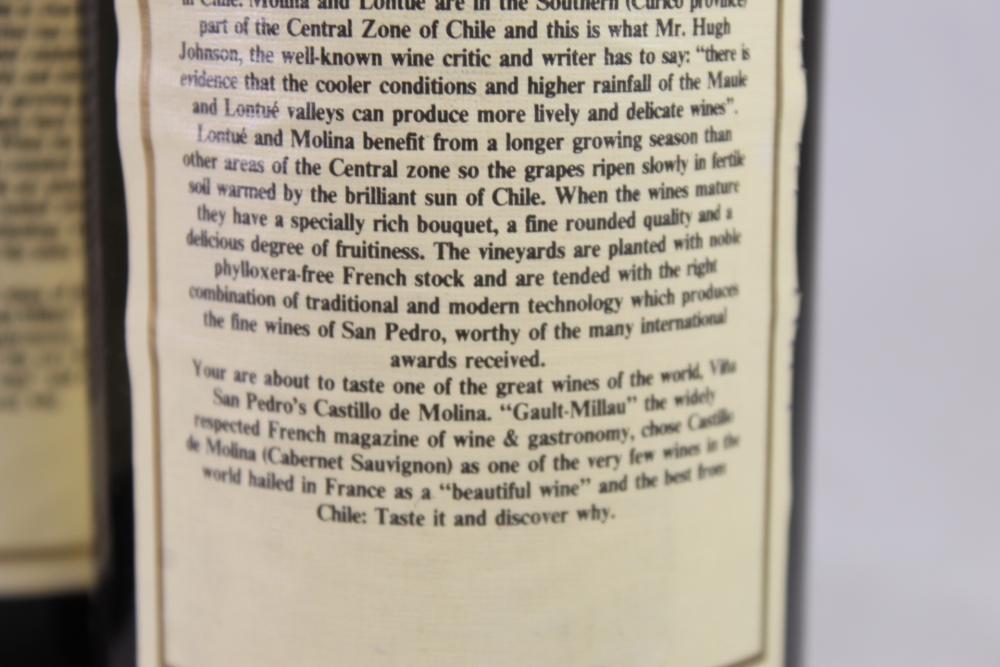 in Chile. Molina and Lontué are in the Southern (Curicó
part of the Central Zone of Chile and this is what Mr. Hugh
Johnson, the well-known wine critic and writer has to say: “there is
evidence that the cooler conditions and higher rainfall of the Maule
and Lontué valleys can produce more lively and delicate wines”.
Lontué and Molina benefit from a longer growing season than
other areas of the Central zone so the grapes ripen slowly in fertile
soil warmed by the brilliant sun of Chile. When the wines mature
they have a specially rich bouquet, a fine rounded quality and a
delicious degree of fruitiness. The vineyards are planted with noble
phylloxera-free French stock and are tended with the right
combination of traditional and modern technology which produces
the fine wines of San Pedro, worthy of the many international
awards received.
Your are about to taste one of the great wines of the world, Viña
San Pedro’s Castillo de Molina. “Gault-Millau” the widely
respected French magazine of wine & gastronomy, chose Castillo
de Molina (Cabernet Sauvignon) as one of the very few wines in the
world hailed in France as a “beautiful wine” and the best from
Chile: Taste it and discover why.